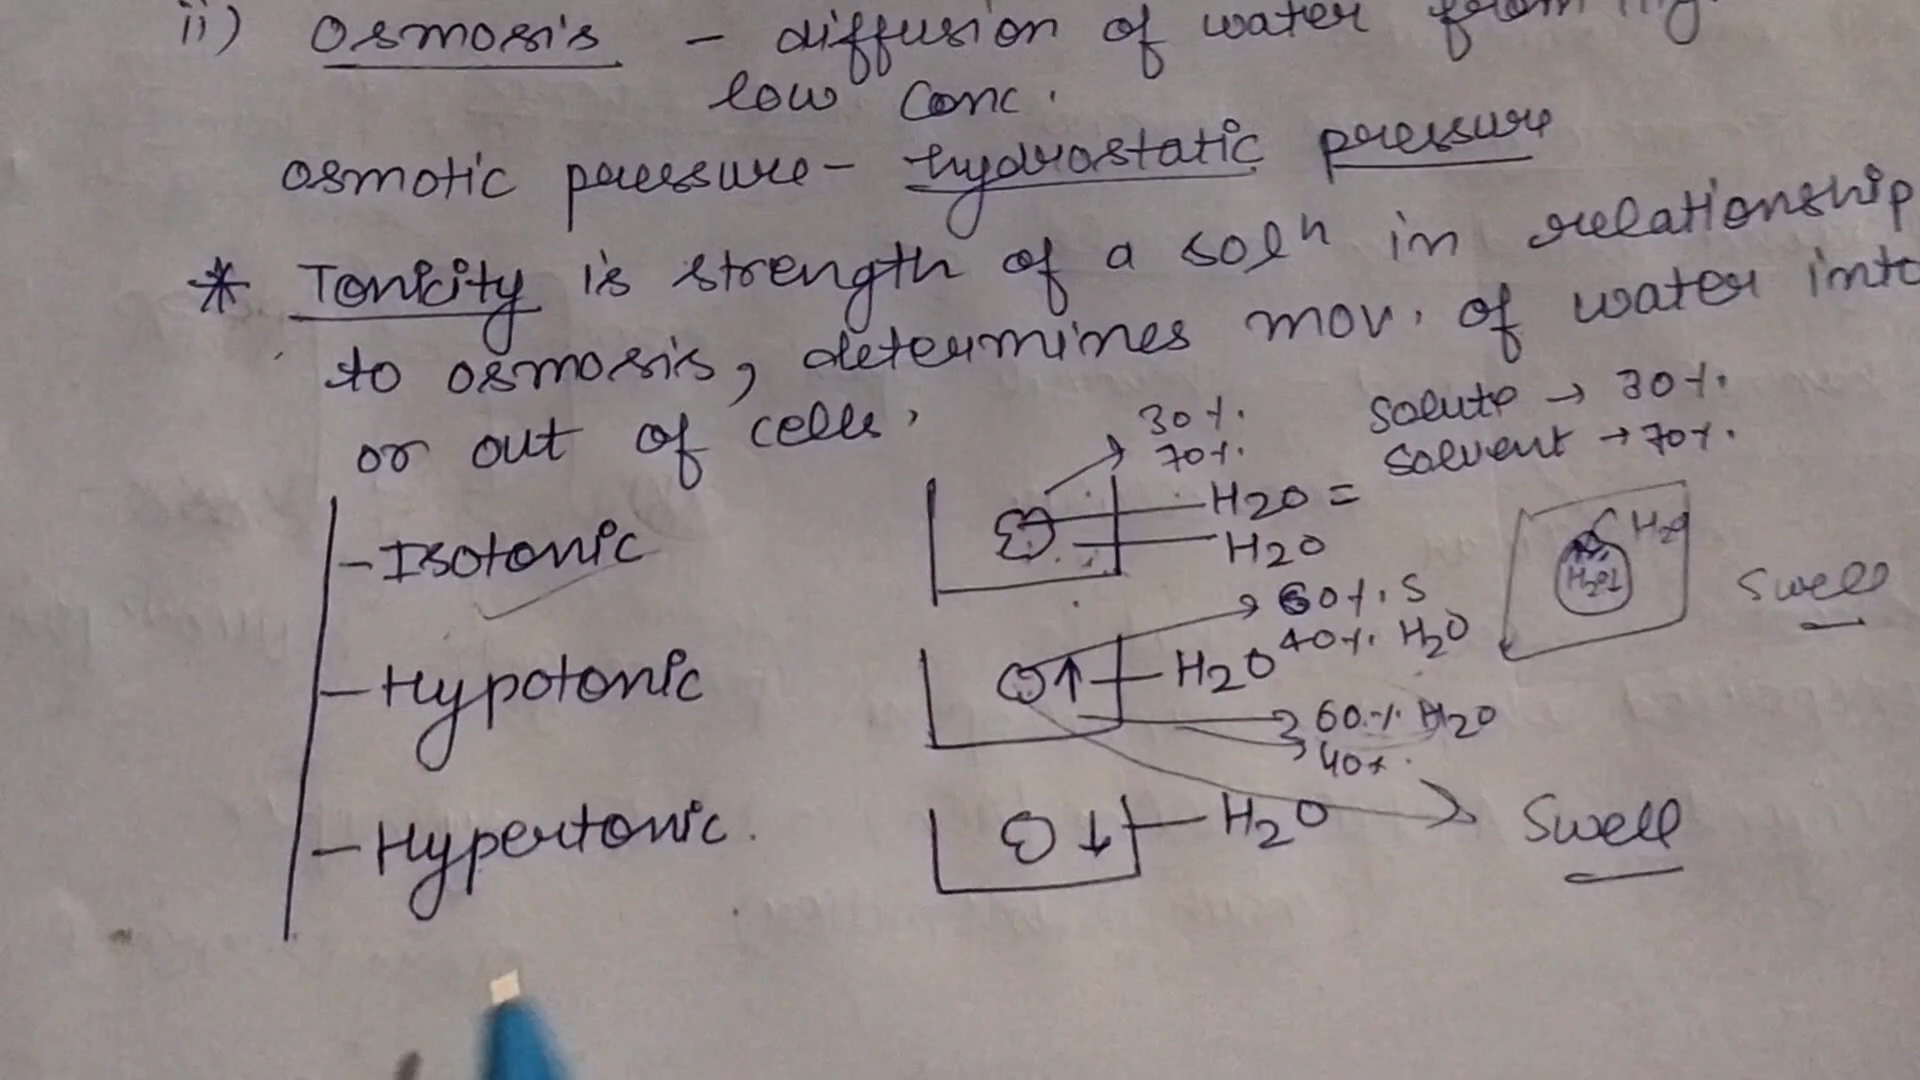 ii) Osmosis - diffusion of water from
low conc.
osmotic pressure - hydrostatic pressure
* Tonicity is strength of a solⁿ in relationship
to osmosis, determines mov. of water into
or out of cells.
30%.
70%.
Solute → 30%.
Solvent → 70%.
- Isotonic
H2O =
H2O
H2O
H2O
Swell
60%. S
40%. H2O
- Hypotonic
H2O
60%. H2O
40%.
- Hypertonic.
H2O
Swell